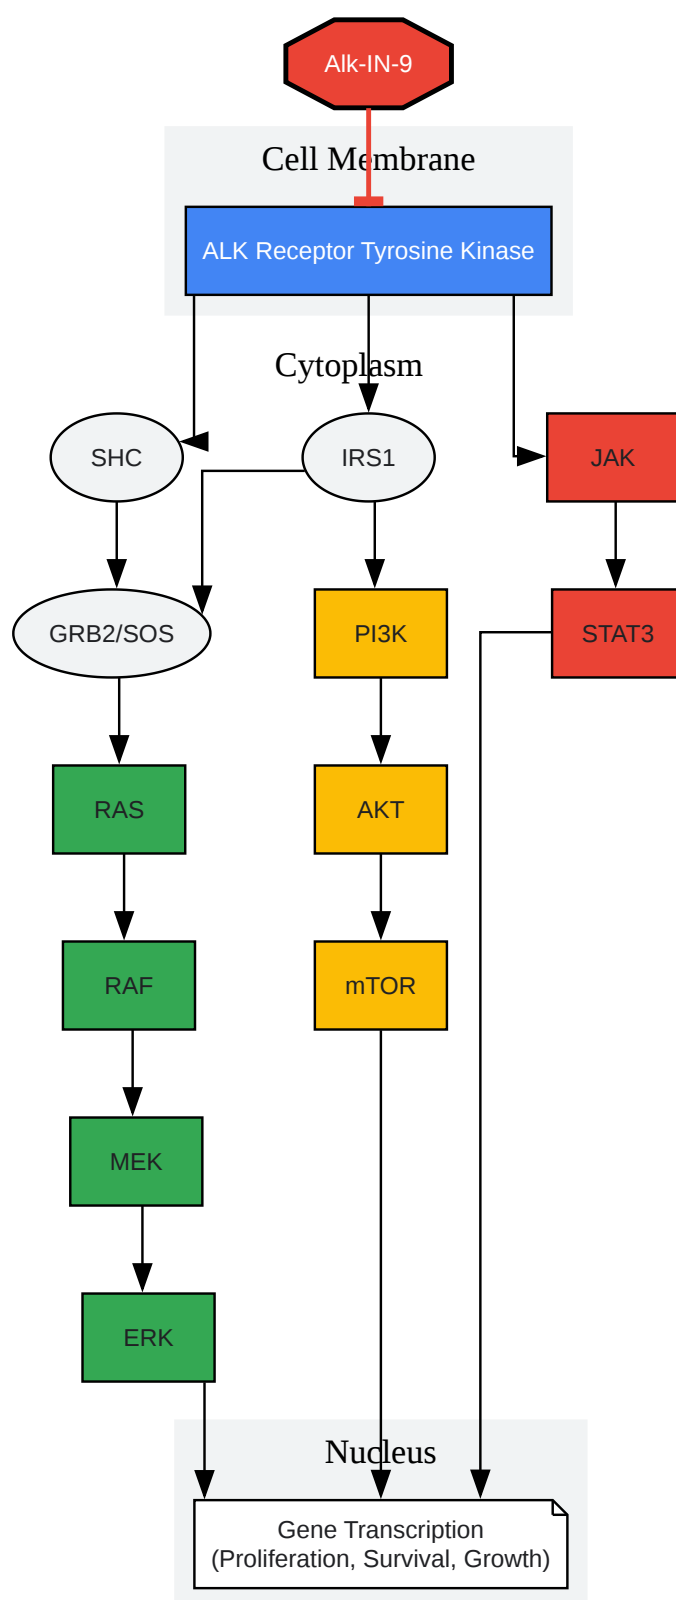 Alk-IN-9
Cell Membrane
ALK Receptor Tyrosine Kinase
Cytoplasm
SHC
IRS1
JAK
GRB2/SOS
PI3K
STAT3
RAS
AKT
RAF
mTOR
MEK
ERK
Nucleus
Gene Transcription
(Proliferation, Survival, Growth)